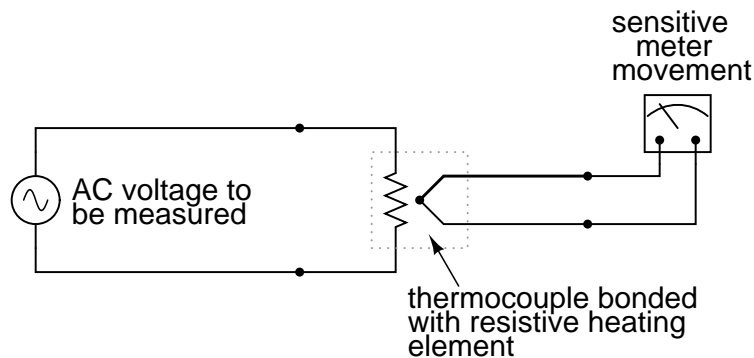 sensitive
meter
movement
AC voltage to
be measured
thermocouple bonded
with resistive heating
element